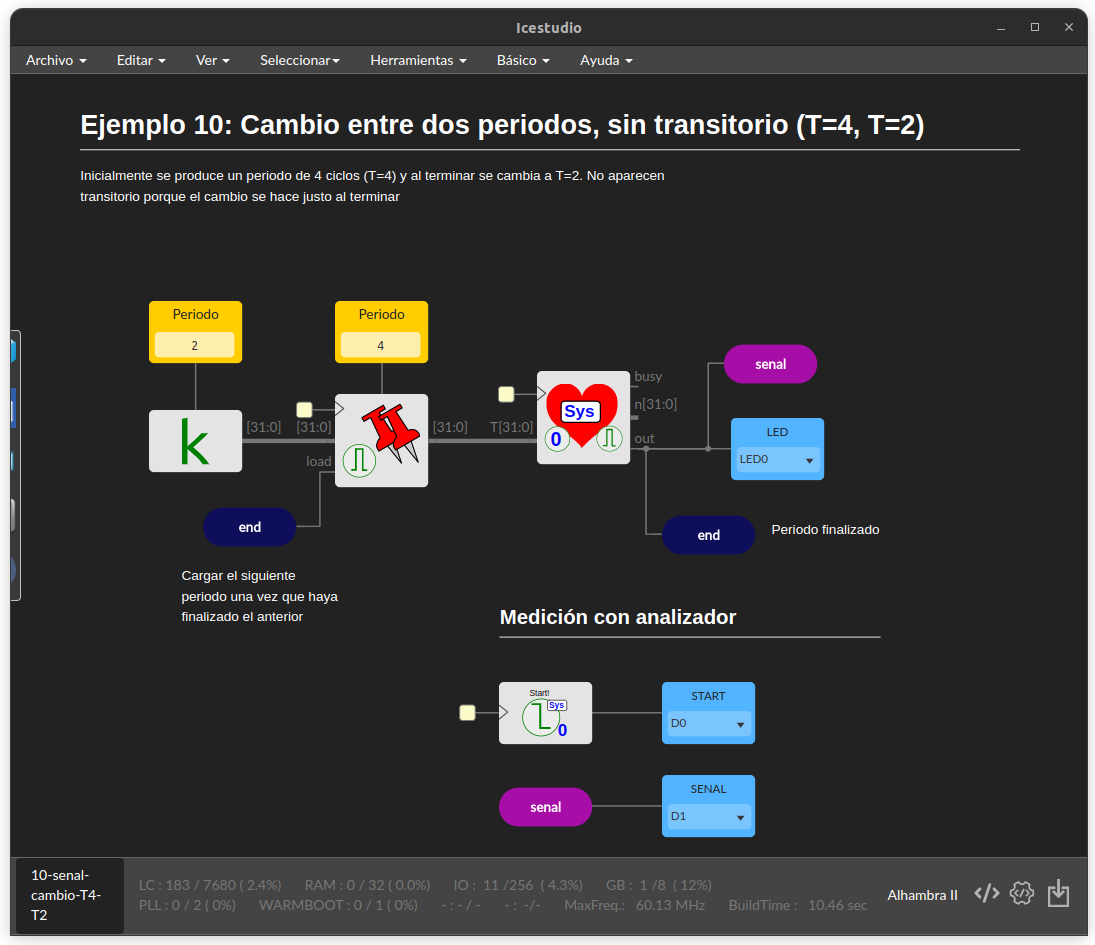 Icestudio
Archivo Editar Ver Seleccionar Herramientas Básico Ayuda
Ejemplo 10: Cambio entre dos periodos, sin transitorio (T=4, T=2)
Inicialmente se produce un periodo de 4 ciclos (T=4) y al terminar se cambia a T=2. No aparecen
transitorio porque el cambio se hace justo al terminar
Periodo
2
Periodo
4
k
[31:0]
[31:0]
load
[31:0]
T[31:0]
Sys
0
busy
n[31:0]
out
senal
LED
LED0
end
end
Periodo finalizado
Cargar el siguiente
periodo una vez que haya
finalizado el anterior
Medición con analizador
Start!
Sys
0
START
D0
senal
SENAL
D1
10-senal-
cambio-T4-
T2
LC : 183 / 7680 ( 2.4%) RAM : 0 / 32 ( 0.0%) IO : 11 /256 ( 4.3%) GB : 1 /8 ( 12%)
PLL : 0 / 2 ( 0%) WARMBOOT : 0 / 1 ( 0%) - : - / - - : -/- MaxFreq.: 60.13 MHz BuildTime : 10.46 sec
Alhambra II